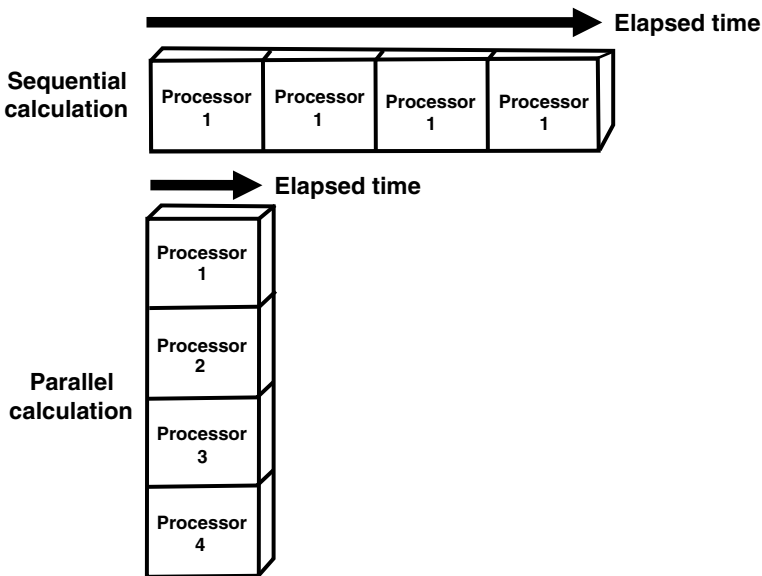 Elapsed time
Sequential
calculation
Processor
1
Processor
1
Processor
1
Processor
1
Elapsed time
Parallel
calculation
Processor
1
Processor
2
Processor
3
Processor
4